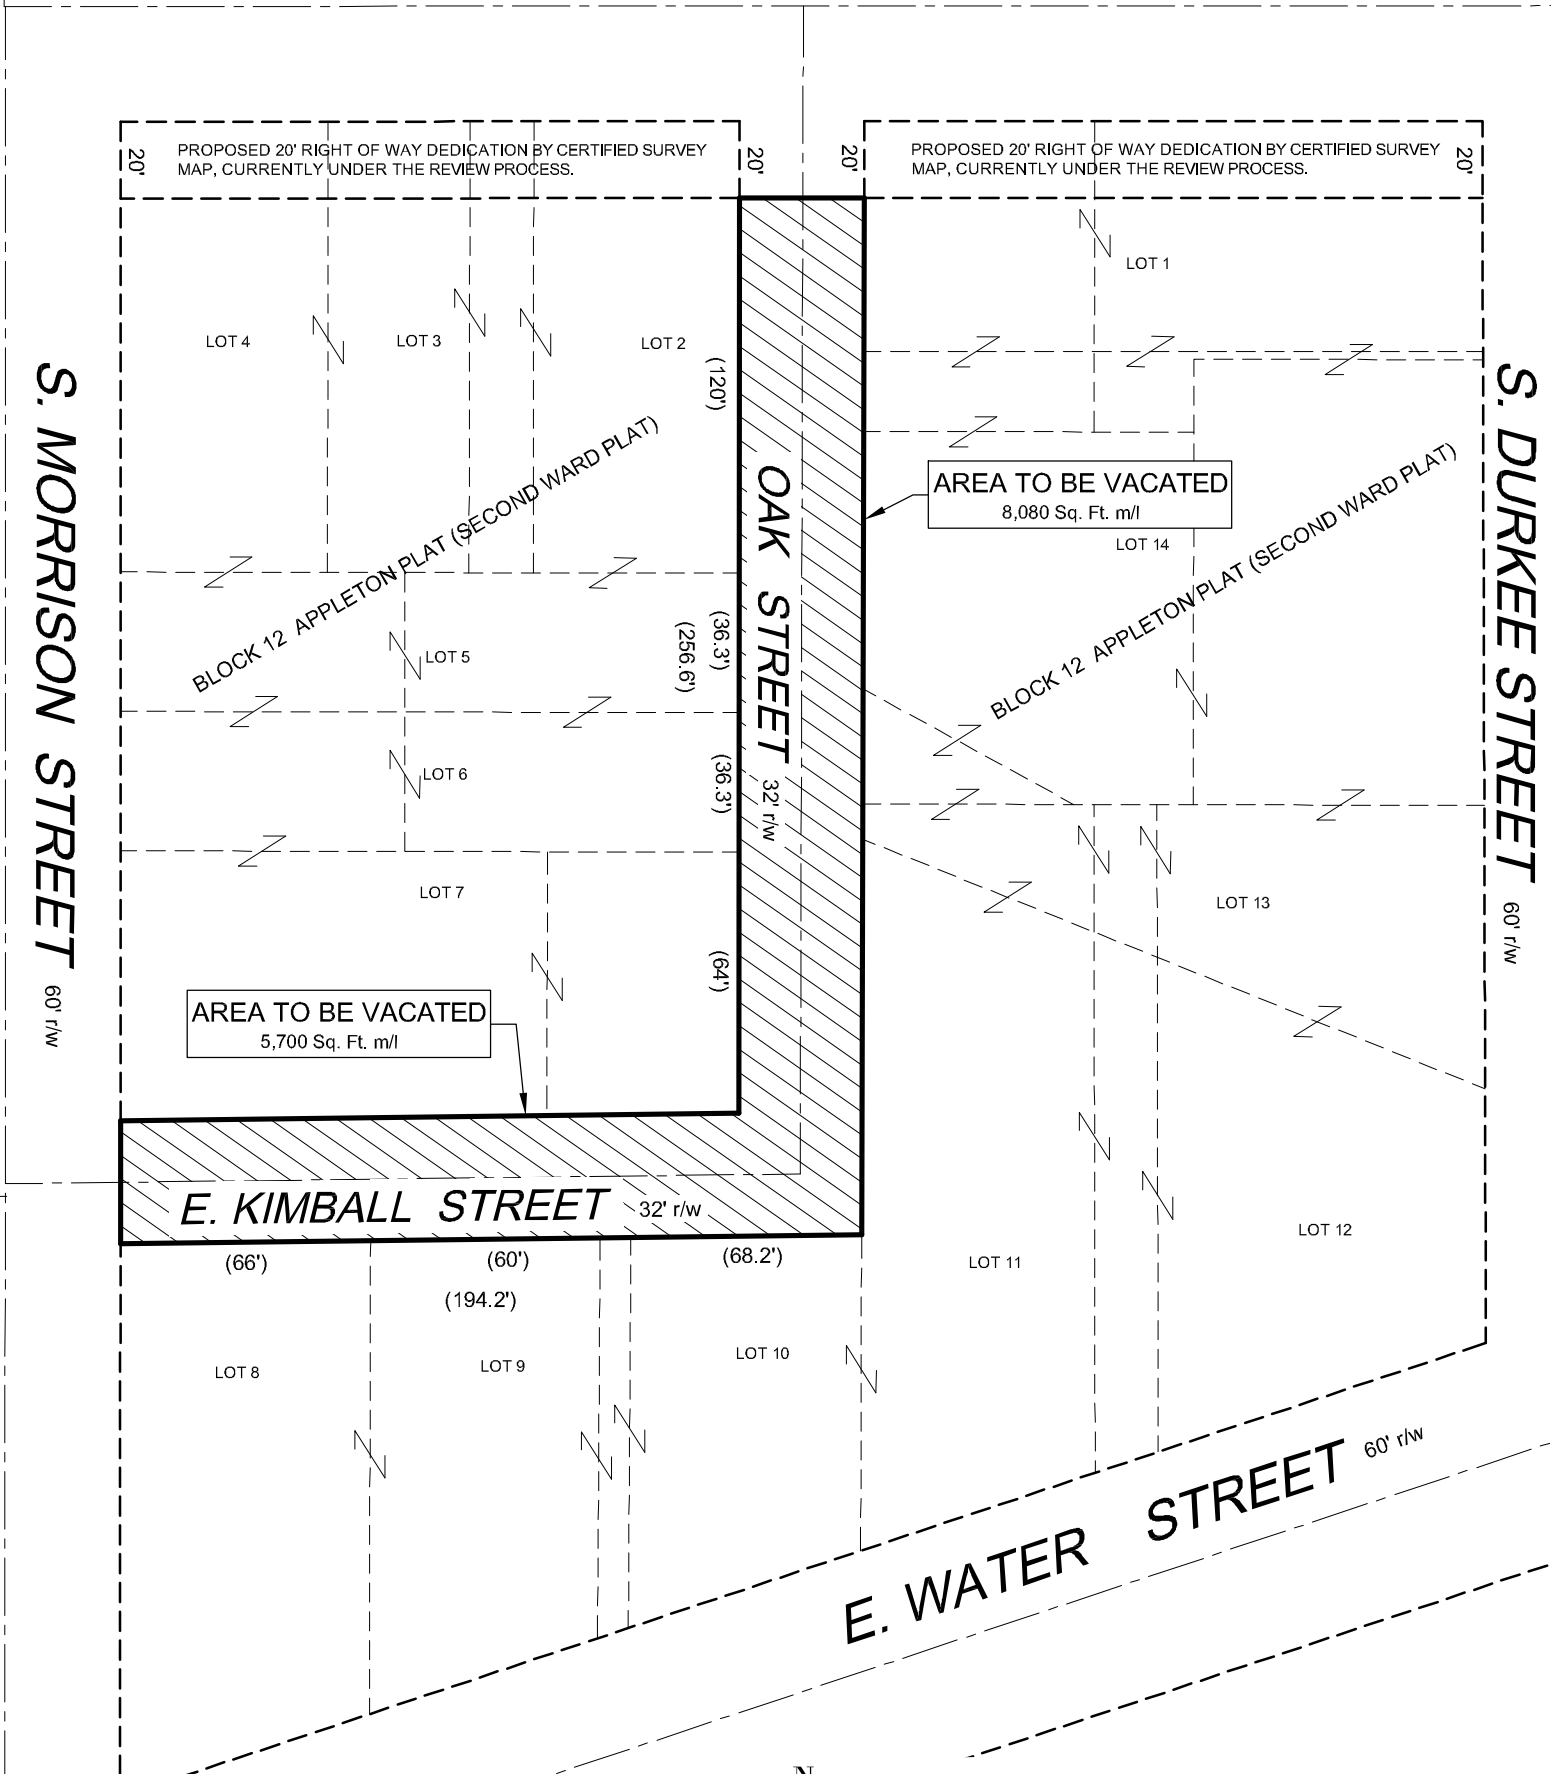 20'
PROPOSED 20' RIGHT OF WAY DEDICATION BY CERTIFIED SURVEY
MAP, CURRENTLY UNDER THE REVIEW PROCESS.
20'
20'
PROPOSED 20' RIGHT OF WAY DEDICATION BY CERTIFIED SURVEY
MAP, CURRENTLY UNDER THE REVIEW PROCESS.
20'
LOT 1
LOT 4
LOT 3
LOT 2
(120')
S. MORRISON STREET
60' r/w
BLOCK 12 APPLETON PLAT (SECOND WARD PLAT)
OAK STREET
32' r/w
AREA TO BE VACATED
8,080 Sq. Ft. m/l
LOT 14
BLOCK 12 APPLETON PLAT (SECOND WARD PLAT)
S. DURKEE STREET
60' r/w
(36.3')
(256.6')
LOT 5
LOT 6
(36.3')
LOT 7
LOT 13
(64')
AREA TO BE VACATED
5,700 Sq. Ft. m/l
E. KIMBALL STREET
32' r/w
(66')
(60')
(68.2')
(194.2')
LOT 11
LOT 12
LOT 8
LOT 9
LOT 10
E. WATER STREET
60' r/w
N